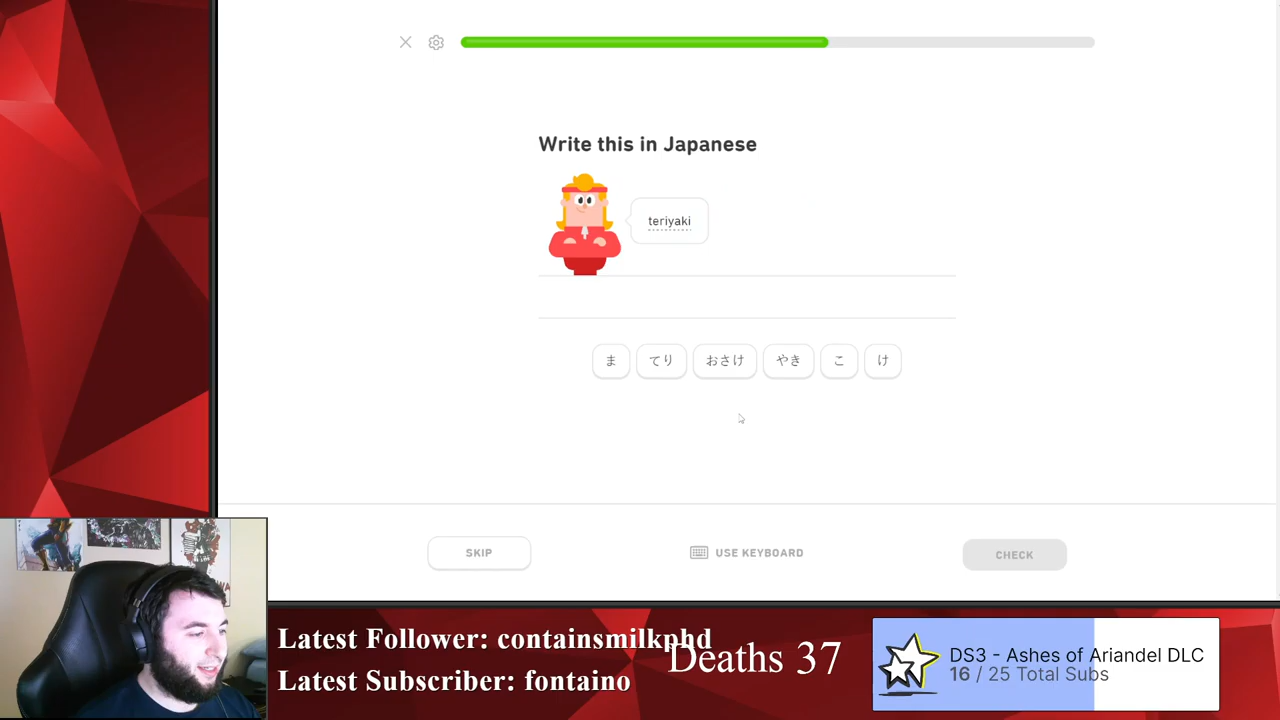 Write this in Japanese
teriyaki
ま てり おさけ やき こ け
SKIP
USE KEYBOARD
CHECK
Latest Follower: containsmilkphd
Latest Subscriber: fontaino
Deaths 37
DS3 - Ashes of Ariandel DLC
16 / 25 Total Subs